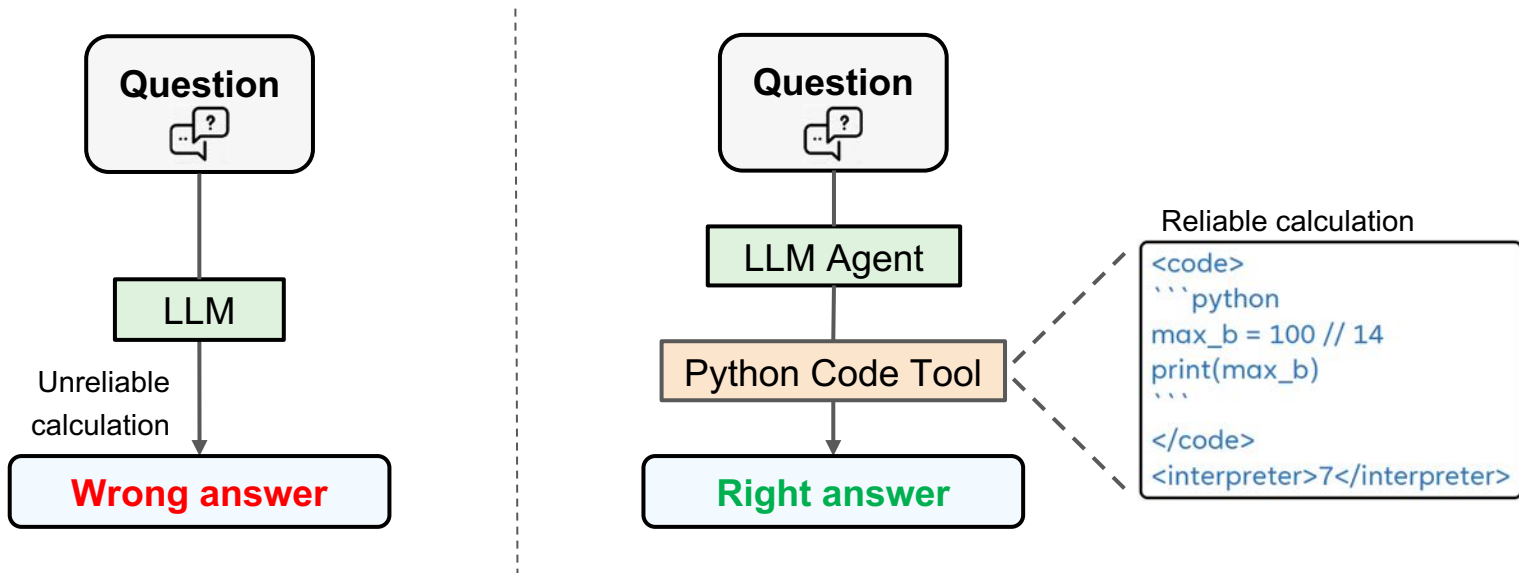 Question
?
..
LLM
Unreliable
calculation
Wrong answer
Question
?
..
LLM Agent
Python Code Tool
Right answer
Reliable calculation
<code>
```python
max_b = 100 // 14
print(max_b)
```
</code>
<interpreter>7</interpreter>